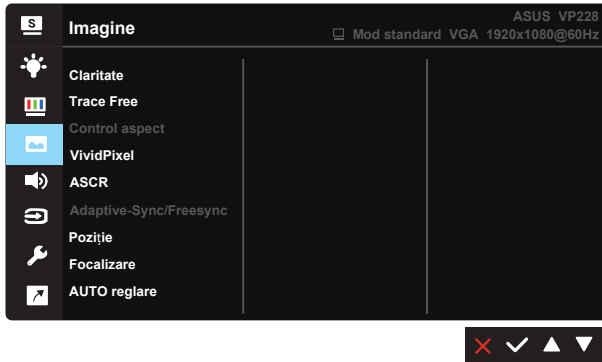 S
Imagine
ASUS VP228
Mod standard VGA 1920x1080@60Hz
Claritate
Trace Free
Control aspect
VividPixel
ASCR
Adaptive-Sync/Freesync
Poziție
Focalizare
AUTO reglare